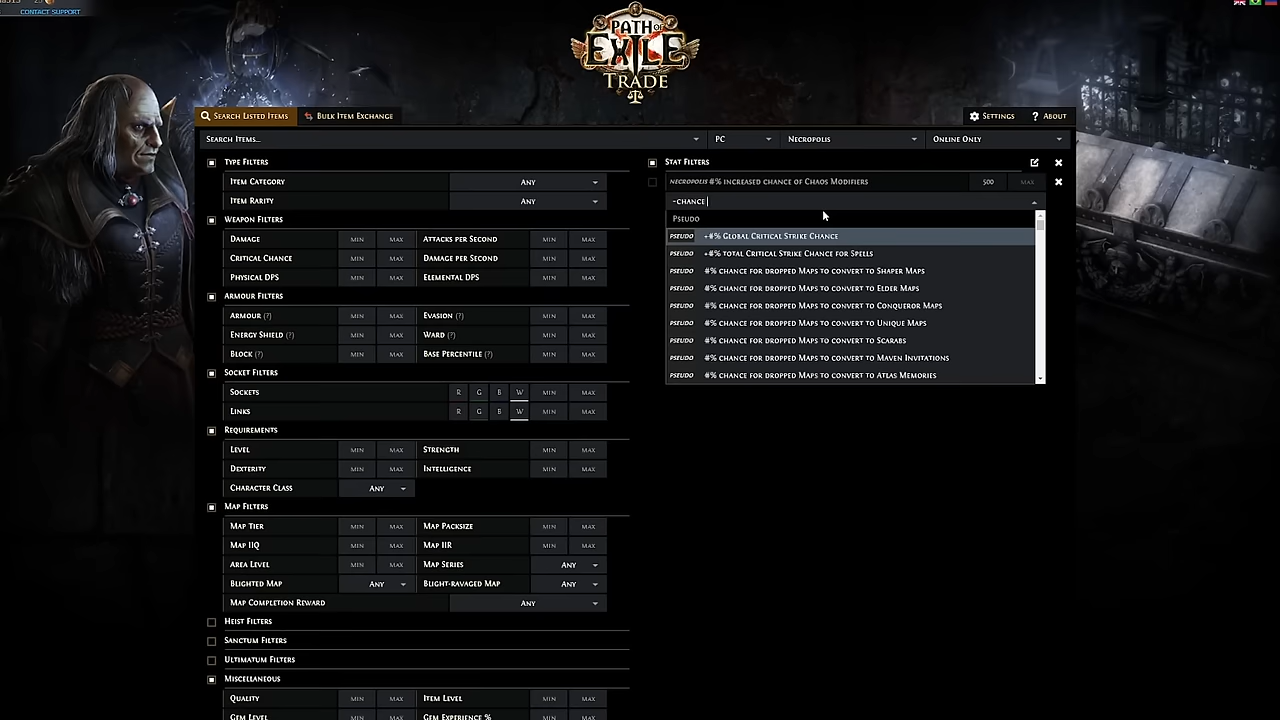 CONTACT SUPPORT
PATH OF
EXILE
TRADE
SEARCH LISTED ITEMS
BULK ITEM EXCHANGE
SETTINGS
? ABOUT
SEARCH ITEMS...
PC
NECROPOLIS
ONLINE ONLY
TYPE FILTERS
ITEM CATEGORY ANY
ITEM RARITY ANY
WEAPON FILTERS
DAMAGE MIN MAX ATTACKS PER SECOND MIN MAX
CRITICAL CHANCE MIN MAX DAMAGE PER SECOND MIN MAX
PHYSICAL DPS MIN MAX ELEMENTAL DPS MIN MAX
ARMOUR FILTERS
ARMOUR (?) MIN MAX EVASION (?) MIN MAX
ENERGY SHIELD (?) MIN MAX WARD (?) MIN MAX
BLOCK (?) MIN MAX BASE PERCENTILE (?) MIN MAX
SOCKET FILTERS
SOCKETS R G B W MIN MAX
LINKS R G B W MIN MAX
REQUIREMENTS
LEVEL MIN MAX STRENGTH MIN MAX
DEXTERITY MIN MAX INTELLIGENCE MIN MAX
CHARACTER CLASS ANY
MAP FILTERS
MAP TIER MIN MAX MAP PACKSIZE MIN MAX
MAP IIQ MIN MAX MAP IIR MIN MAX
AREA LEVEL MIN MAX MAP SERIES ANY
BLIGHTED MAP ANY BLIGHT-RAVAGED MAP ANY
MAP COMPLETION REWARD ANY
HEIST FILTERS
SANCTUM FILTERS
ULTIMATUM FILTERS
MISCELLANEOUS
QUALITY MIN MAX ITEM LEVEL MIN MAX
GEM LEVEL MIN MAX GEM EXPERIENCE % MIN MAX
STAT FILTERS
NECROPOLIS #% INCREASED CHANCE OF CHAOS MODIFIERS 500 MAX
~CHANCE
PSEUDO
PSEUDO +#% GLOBAL CRITICAL STRIKE CHANCE
PSEUDO +#% TOTAL CRITICAL STRIKE CHANCE FOR SPELLS
PSEUDO #% CHANCE FOR DROPPED MAPS TO CONVERT TO SHAPER MAPS
PSEUDO #% CHANCE FOR DROPPED MAPS TO CONVERT TO ELDER MAPS
PSEUDO #% CHANCE FOR DROPPED MAPS TO CONVERT TO CONQUEROR MAPS
PSEUDO #% CHANCE FOR DROPPED MAPS TO CONVERT TO UNIQUE MAPS
PSEUDO #% CHANCE FOR DROPPED MAPS TO CONVERT TO SCARABS
PSEUDO #% CHANCE FOR DROPPED MAPS TO CONVERT TO MAVEN INVITATIONS
PSEUDO #% CHANCE FOR DROPPED MAPS TO CONVERT TO ATLAS MEMORIES